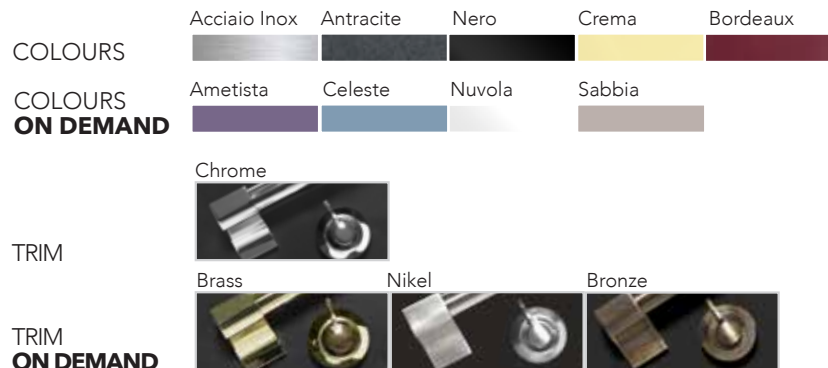 Acciaio Inox Antracite Nero Crema Bordeaux
COLOURS
Ametista Celeste Nuvola Sabbia
COLOURS
ON DEMAND
Chrome
TRIM
Brass Nikel Bronze
TRIM
ON DEMAND